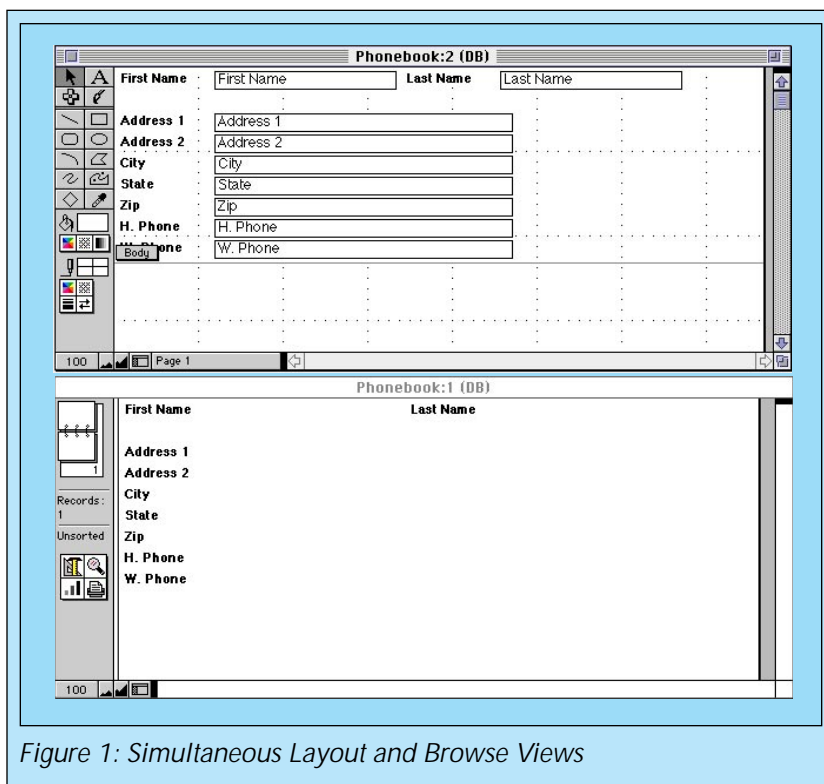 Phonebook:2 (DB)
First Name First Name Last Name Last Name
Address 1 Address 1
Address 2 Address 2
City City
State State
Zip Zip
H. Phone H. Phone
Phone W. Phone
Body
100 Page 1
Phonebook:1 (DB)
First Name Last Name
Address 1
1 Address 2
Records: City
1 State
Unsorted Zip
H. Phone
W. Phone
100
Figure 1: Simultaneous Layout and Browse Views